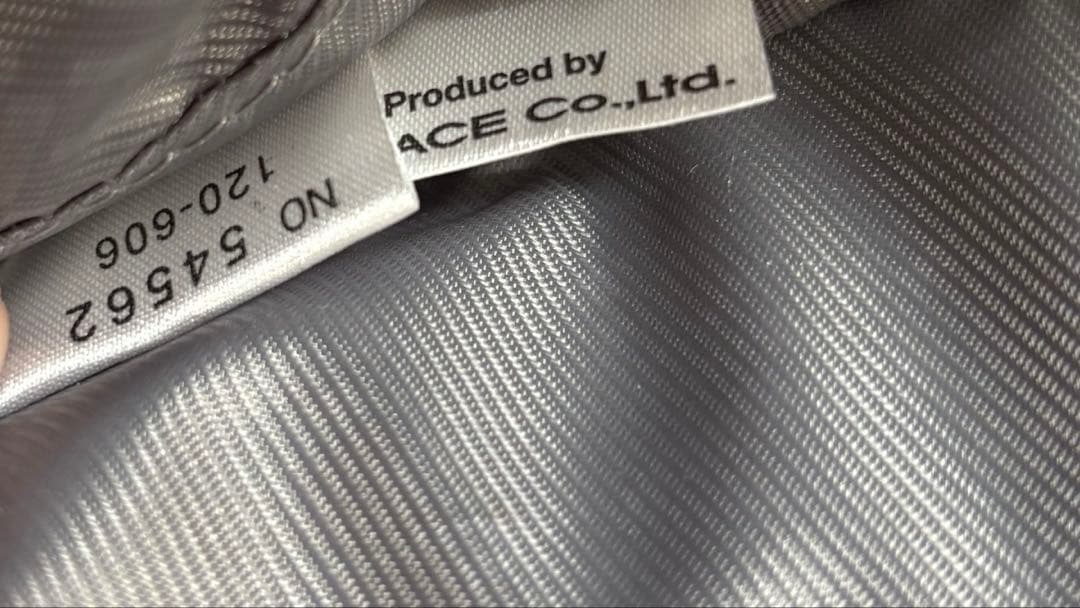 Produced by
ACE Co.,Ltd.
NO 54562
120-606